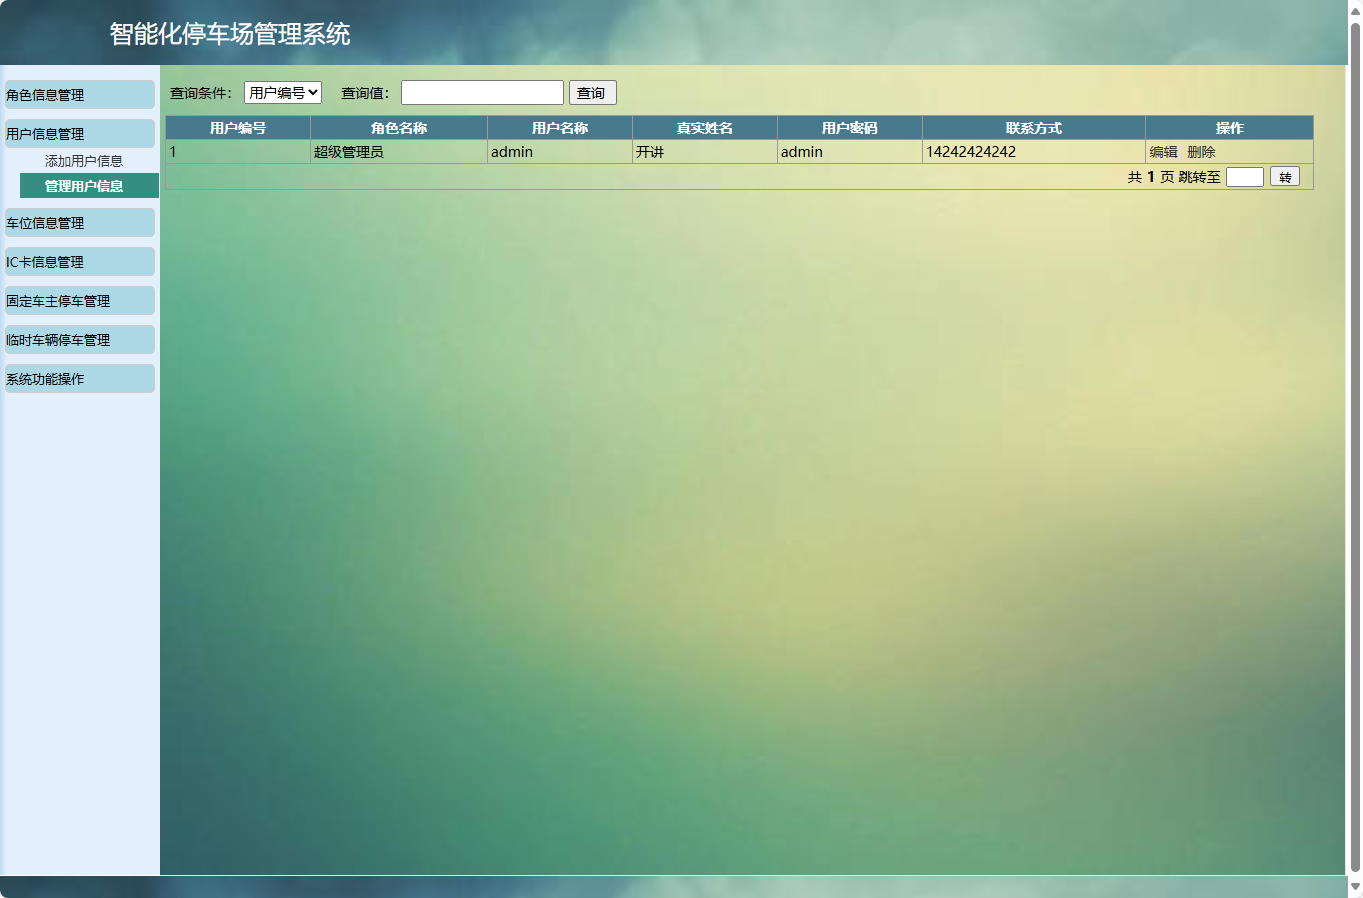 智能化停车场管理系统
角色信息管理
用户信息管理
添加用户信息
管理用户信息
车位信息管理
IC卡信息管理
固定车主停车管理
临时车辆停车管理
系统功能操作
查询条件： 用户编号 查询值： 查询
用户编号 角色名称 用户名称 真实姓名 用户密码 联系方式 操作
1 超级管理员 admin 开讲 admin 14242424242 编辑 删除
共 1 页 跳转至 转